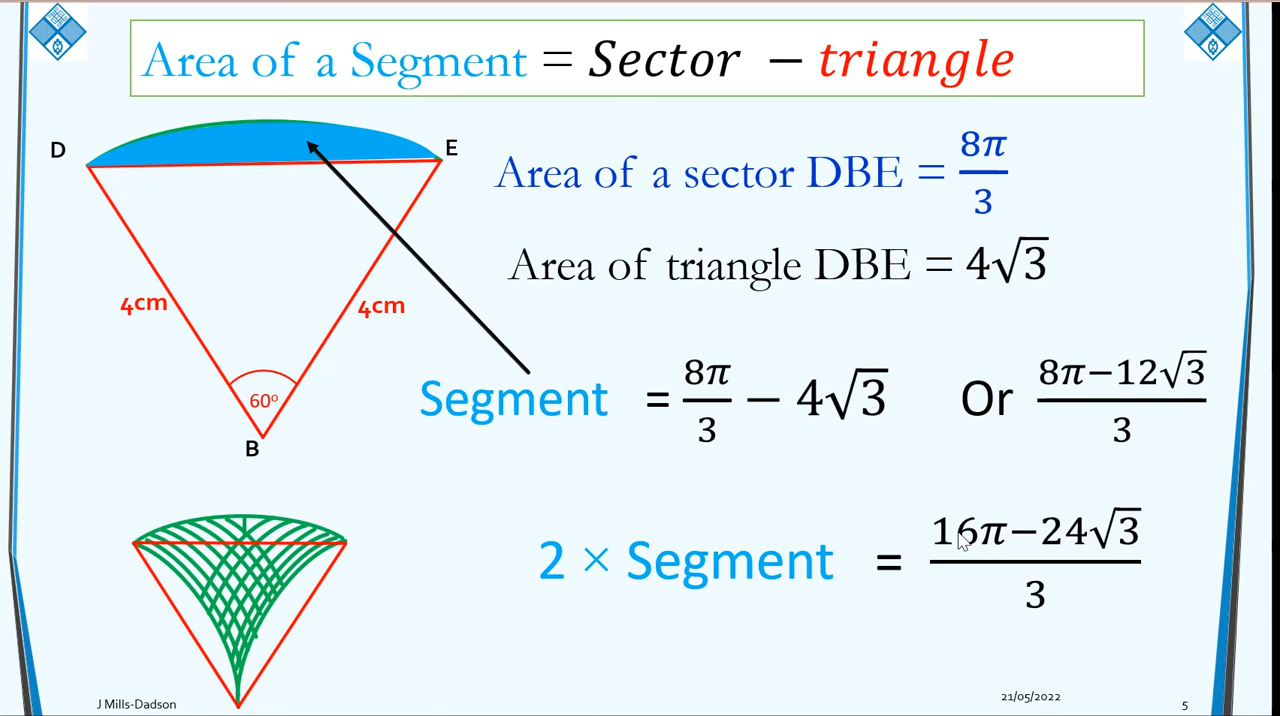 Area of a Segment = Sector − triangle
D
E
Area of a sector DBE = 8π/3
Area of triangle DBE = 4√3
4cm
4cm
60°
B
Segment = 8π/3 − 4√3 Or 8π−12√3/3
2 × Segment = 16π−24√3/3
J Mills-Dadson
21/05/2022
5